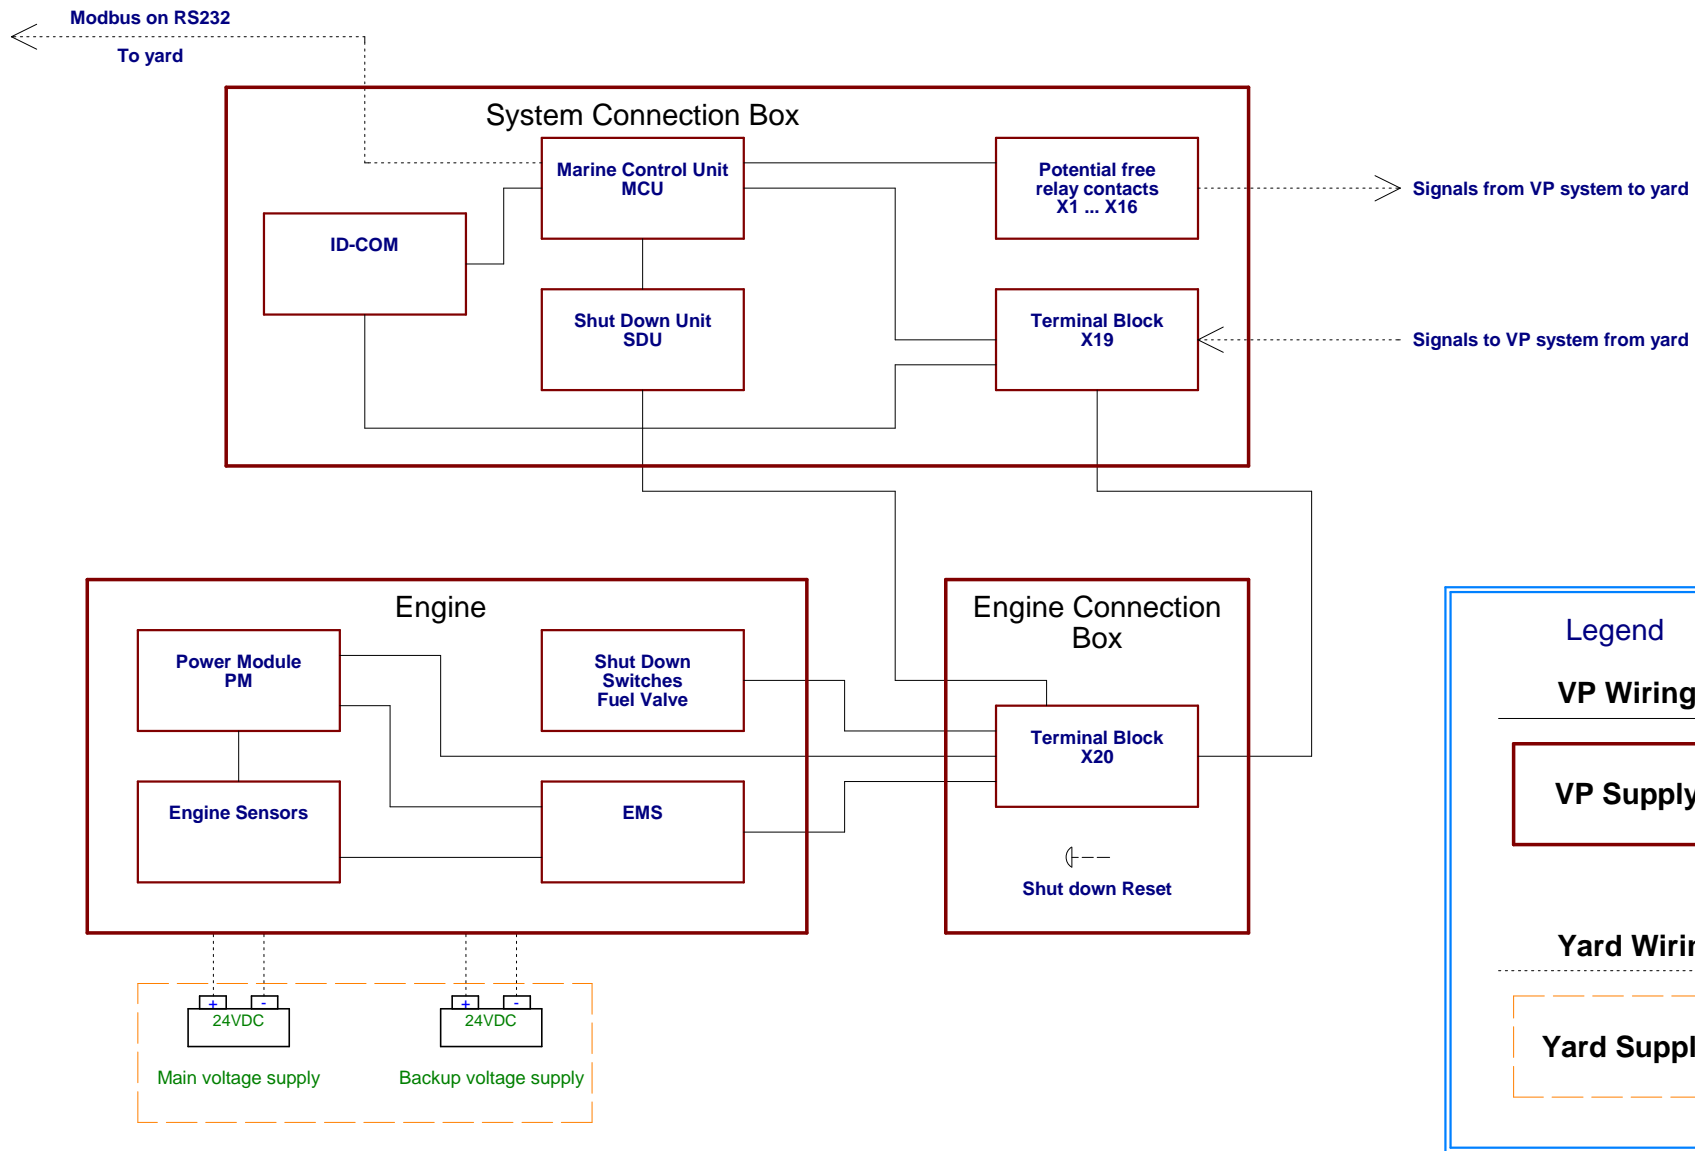 Modbus on RS232
To yard
System Connection Box
Marine Control Unit
MCU
Potential free
relay contacts
X1 ... X16
Signals from VP system to yard
ID-COM
Shut Down Unit
SDU
Terminal Block
X19
Signals to VP system from yard
Engine
Power Module
PM
Shut Down
Switches
Fuel Valve
Engine Sensors
EMS
Engine Connection
Box
Terminal Block
X20
Shut down Reset
+
-
24VDC
Main voltage supply
+
-
24VDC
Backup voltage supply
Legend
VP Wiring
VP Supply
Yard Wirin
Yard Suppl